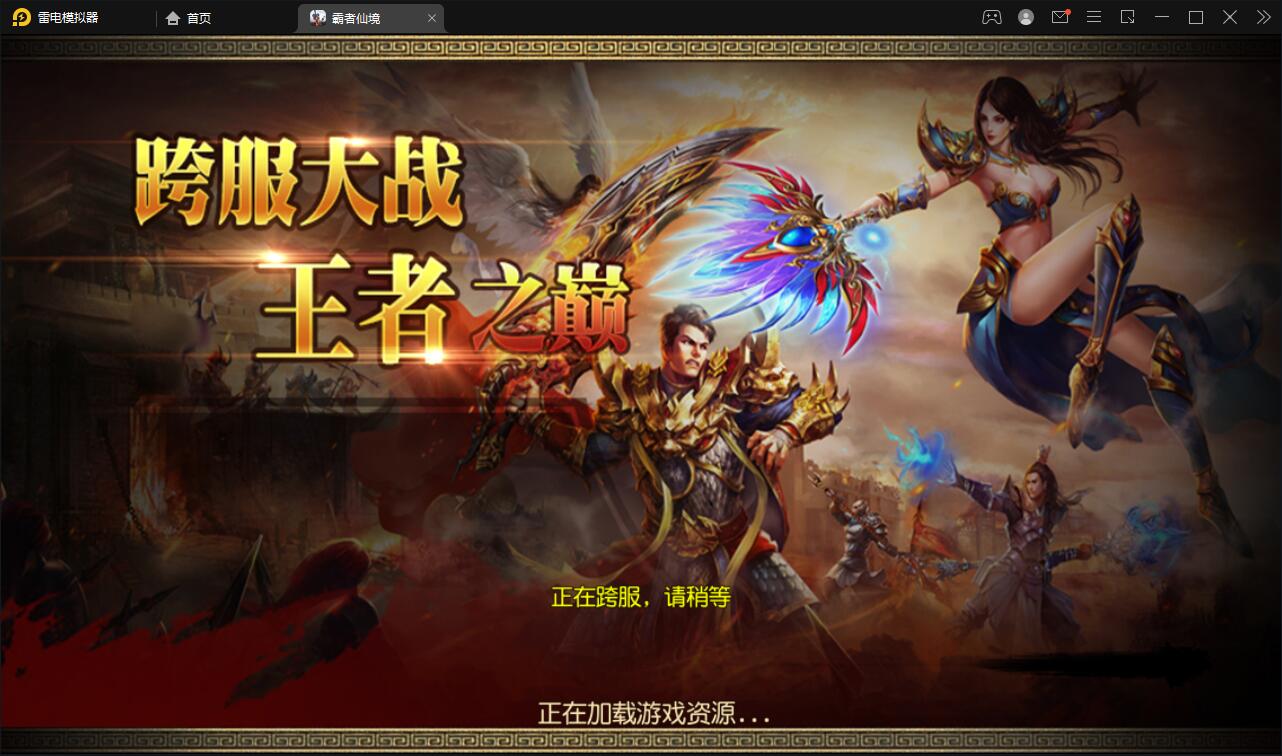 雷电模拟器
首页
霸者仙境
跨服大战
王者之巅
正在跨服，请稍等
正在加载游戏资源...